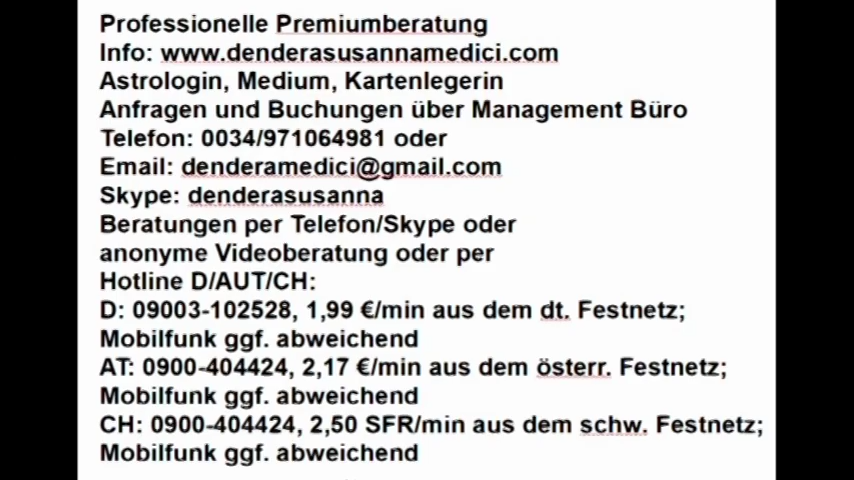 Professionelle Premiumberatung
Info: www.denderasusannamedici.com
Astrologin, Medium, Kartenlegerin
Anfragen und Buchungen über Management Büro
Telefon: 0034/971064981 oder
Email: denderamedici@gmail.com
Skype: denderasusanna
Beratungen per Telefon/Skype oder
anonyme Videoberatung oder per
Hotline D/AUT/CH:
D: 09003-102528, 1,99 €/min aus dem dt. Festnetz;
Mobilfunk ggf. abweichend
AT: 0900-404424, 2,17 €/min aus dem österr. Festnetz;
Mobilfunk ggf. abweichend
CH: 0900-404424, 2,50 SFR/min aus dem schw. Festnetz;
Mobilfunk ggf. abweichend